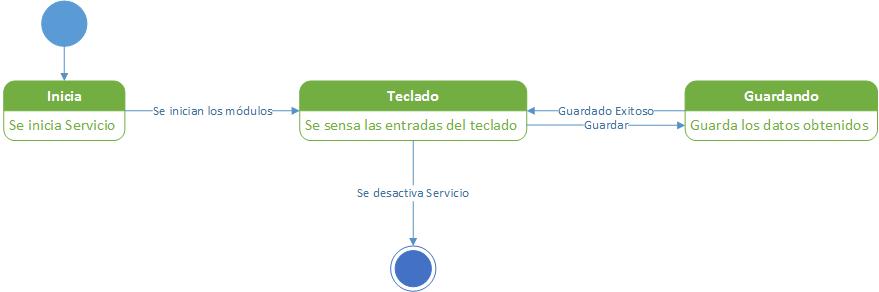 Inicia
Se inicia Servicio
Se inician los módulos
Teclado
Se sensa las entradas del teclado
Guardado Exitoso
Guardar
Guardando
Guarda los datos obtenidos
Se desactiva Servicio